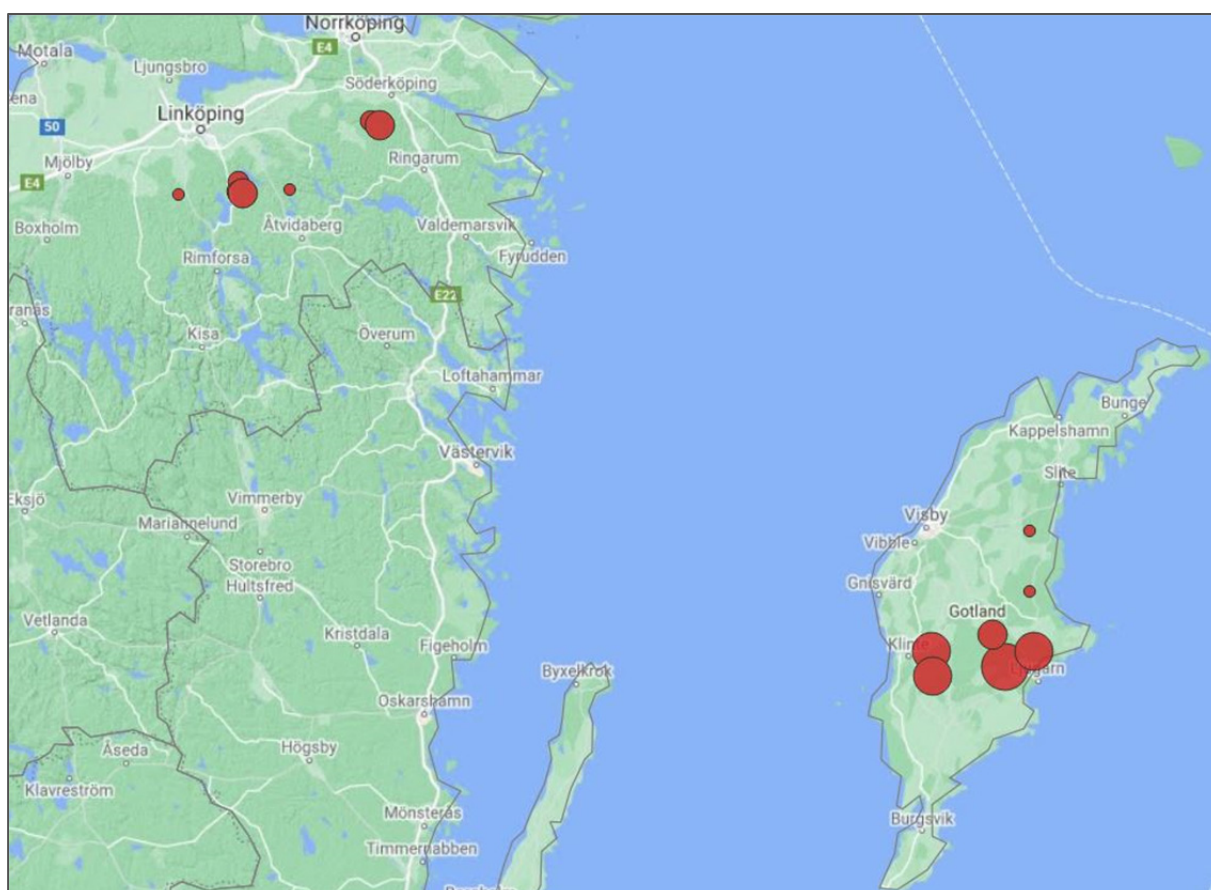 Norrköping
E4
Motala
Ljungsbro
Söderköping
Linköping
50
Mjölby
E4
Ringarum
Boxholm
Åtvidaberg
Valdemarsvik
Rimforsa
Fyrudden
E22
Kisa
Överum
Loftahammar
Bunge
Kappelshamn
Västervik
Slite
Vimmerby
Mariannelund
Visby
Vibble
Storebro
Hultsfred
Gnisvärd
Gotland
Vetlanda
Kristdala
Figeholm
Klinte
Byxelkrok
Oskarshamn
Åseda
Högsby
Klavreström
Mönsterås
Burgsvik
Timmernabben